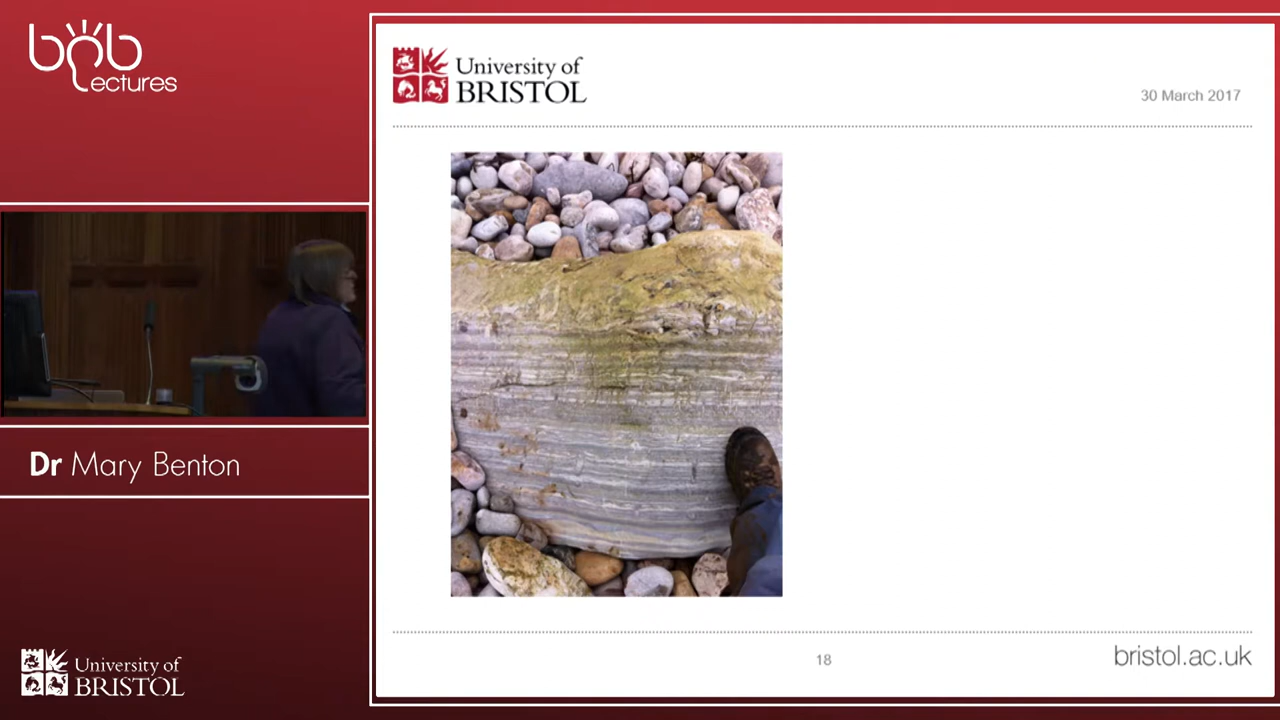 bob
Lectures
University of
BRISTOL
30 March 2017
Dr Mary Benton
18
bristol.ac.uk
University of
BRISTOL